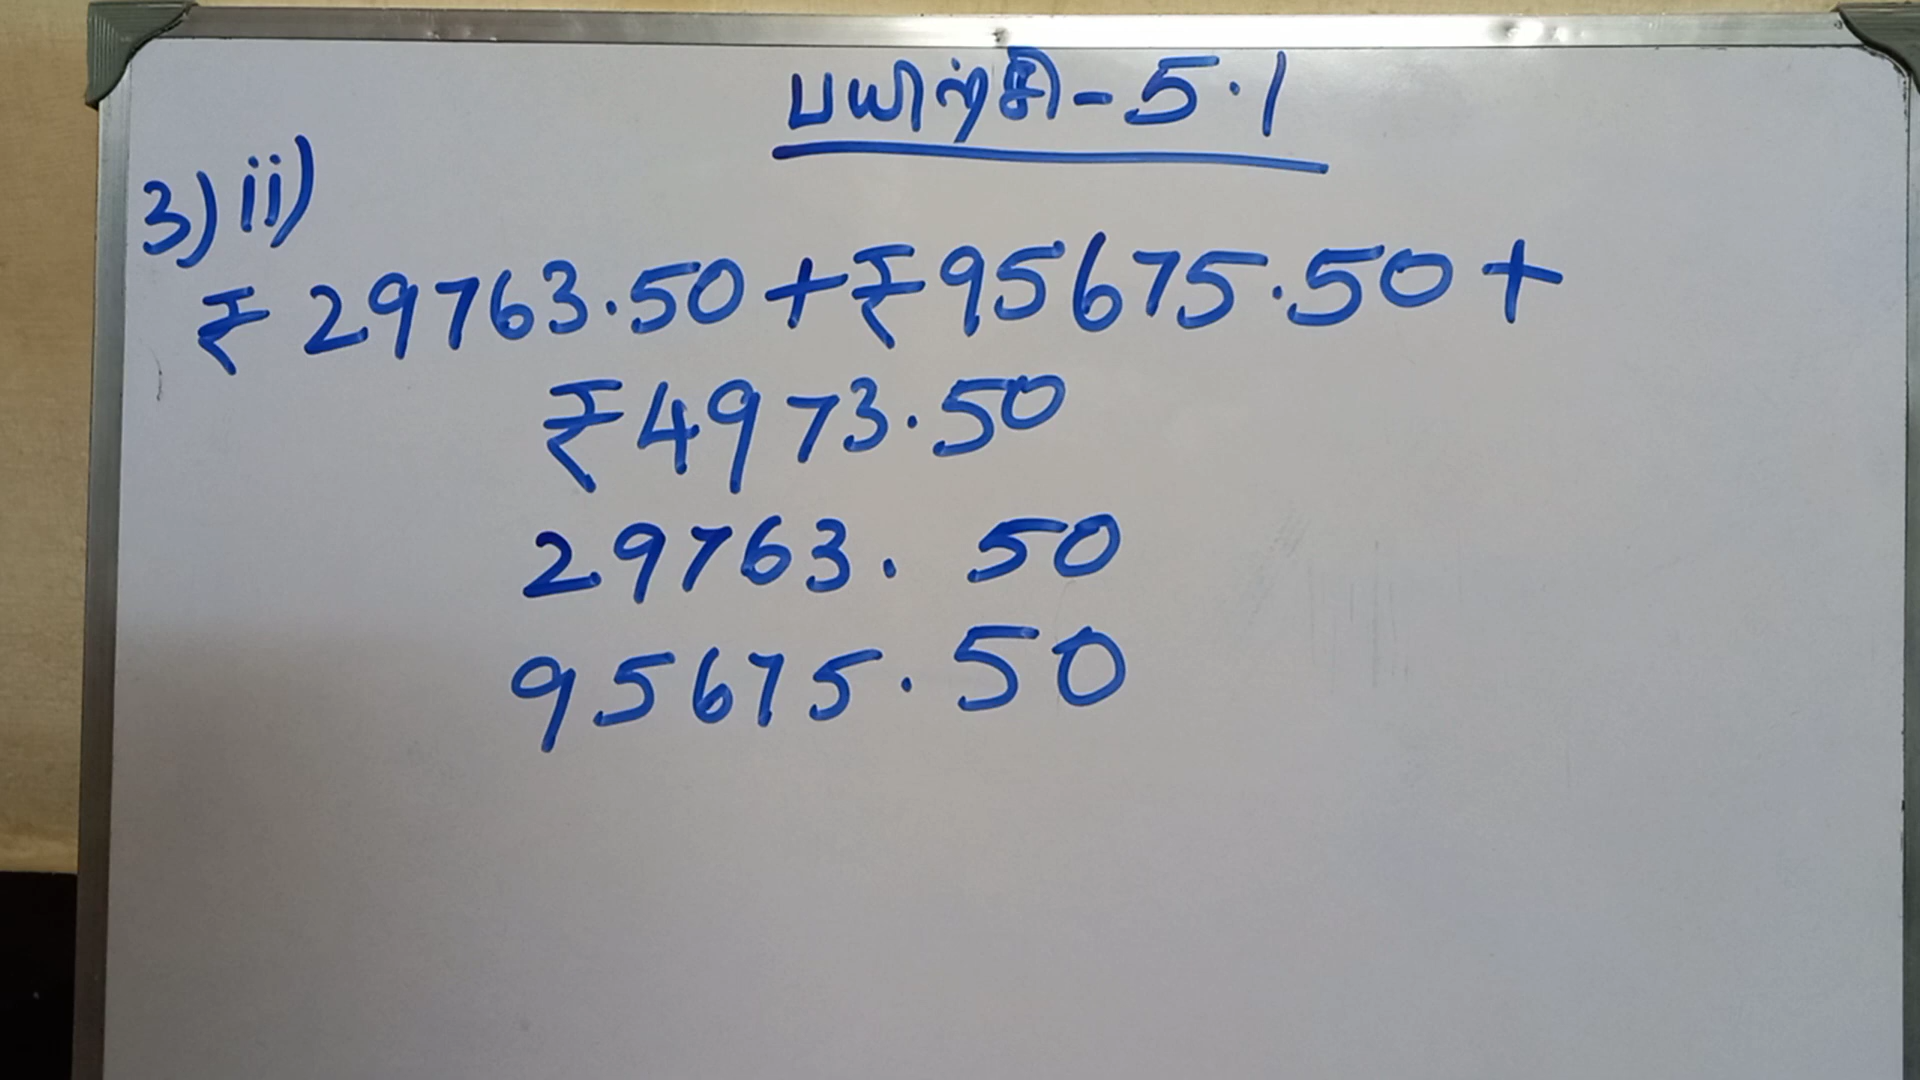 பயிற்சி - 5.1
3) ii)
₹ 29763.50 + ₹ 95675.50 +
₹ 4973.50
29763. 50
95675. 50